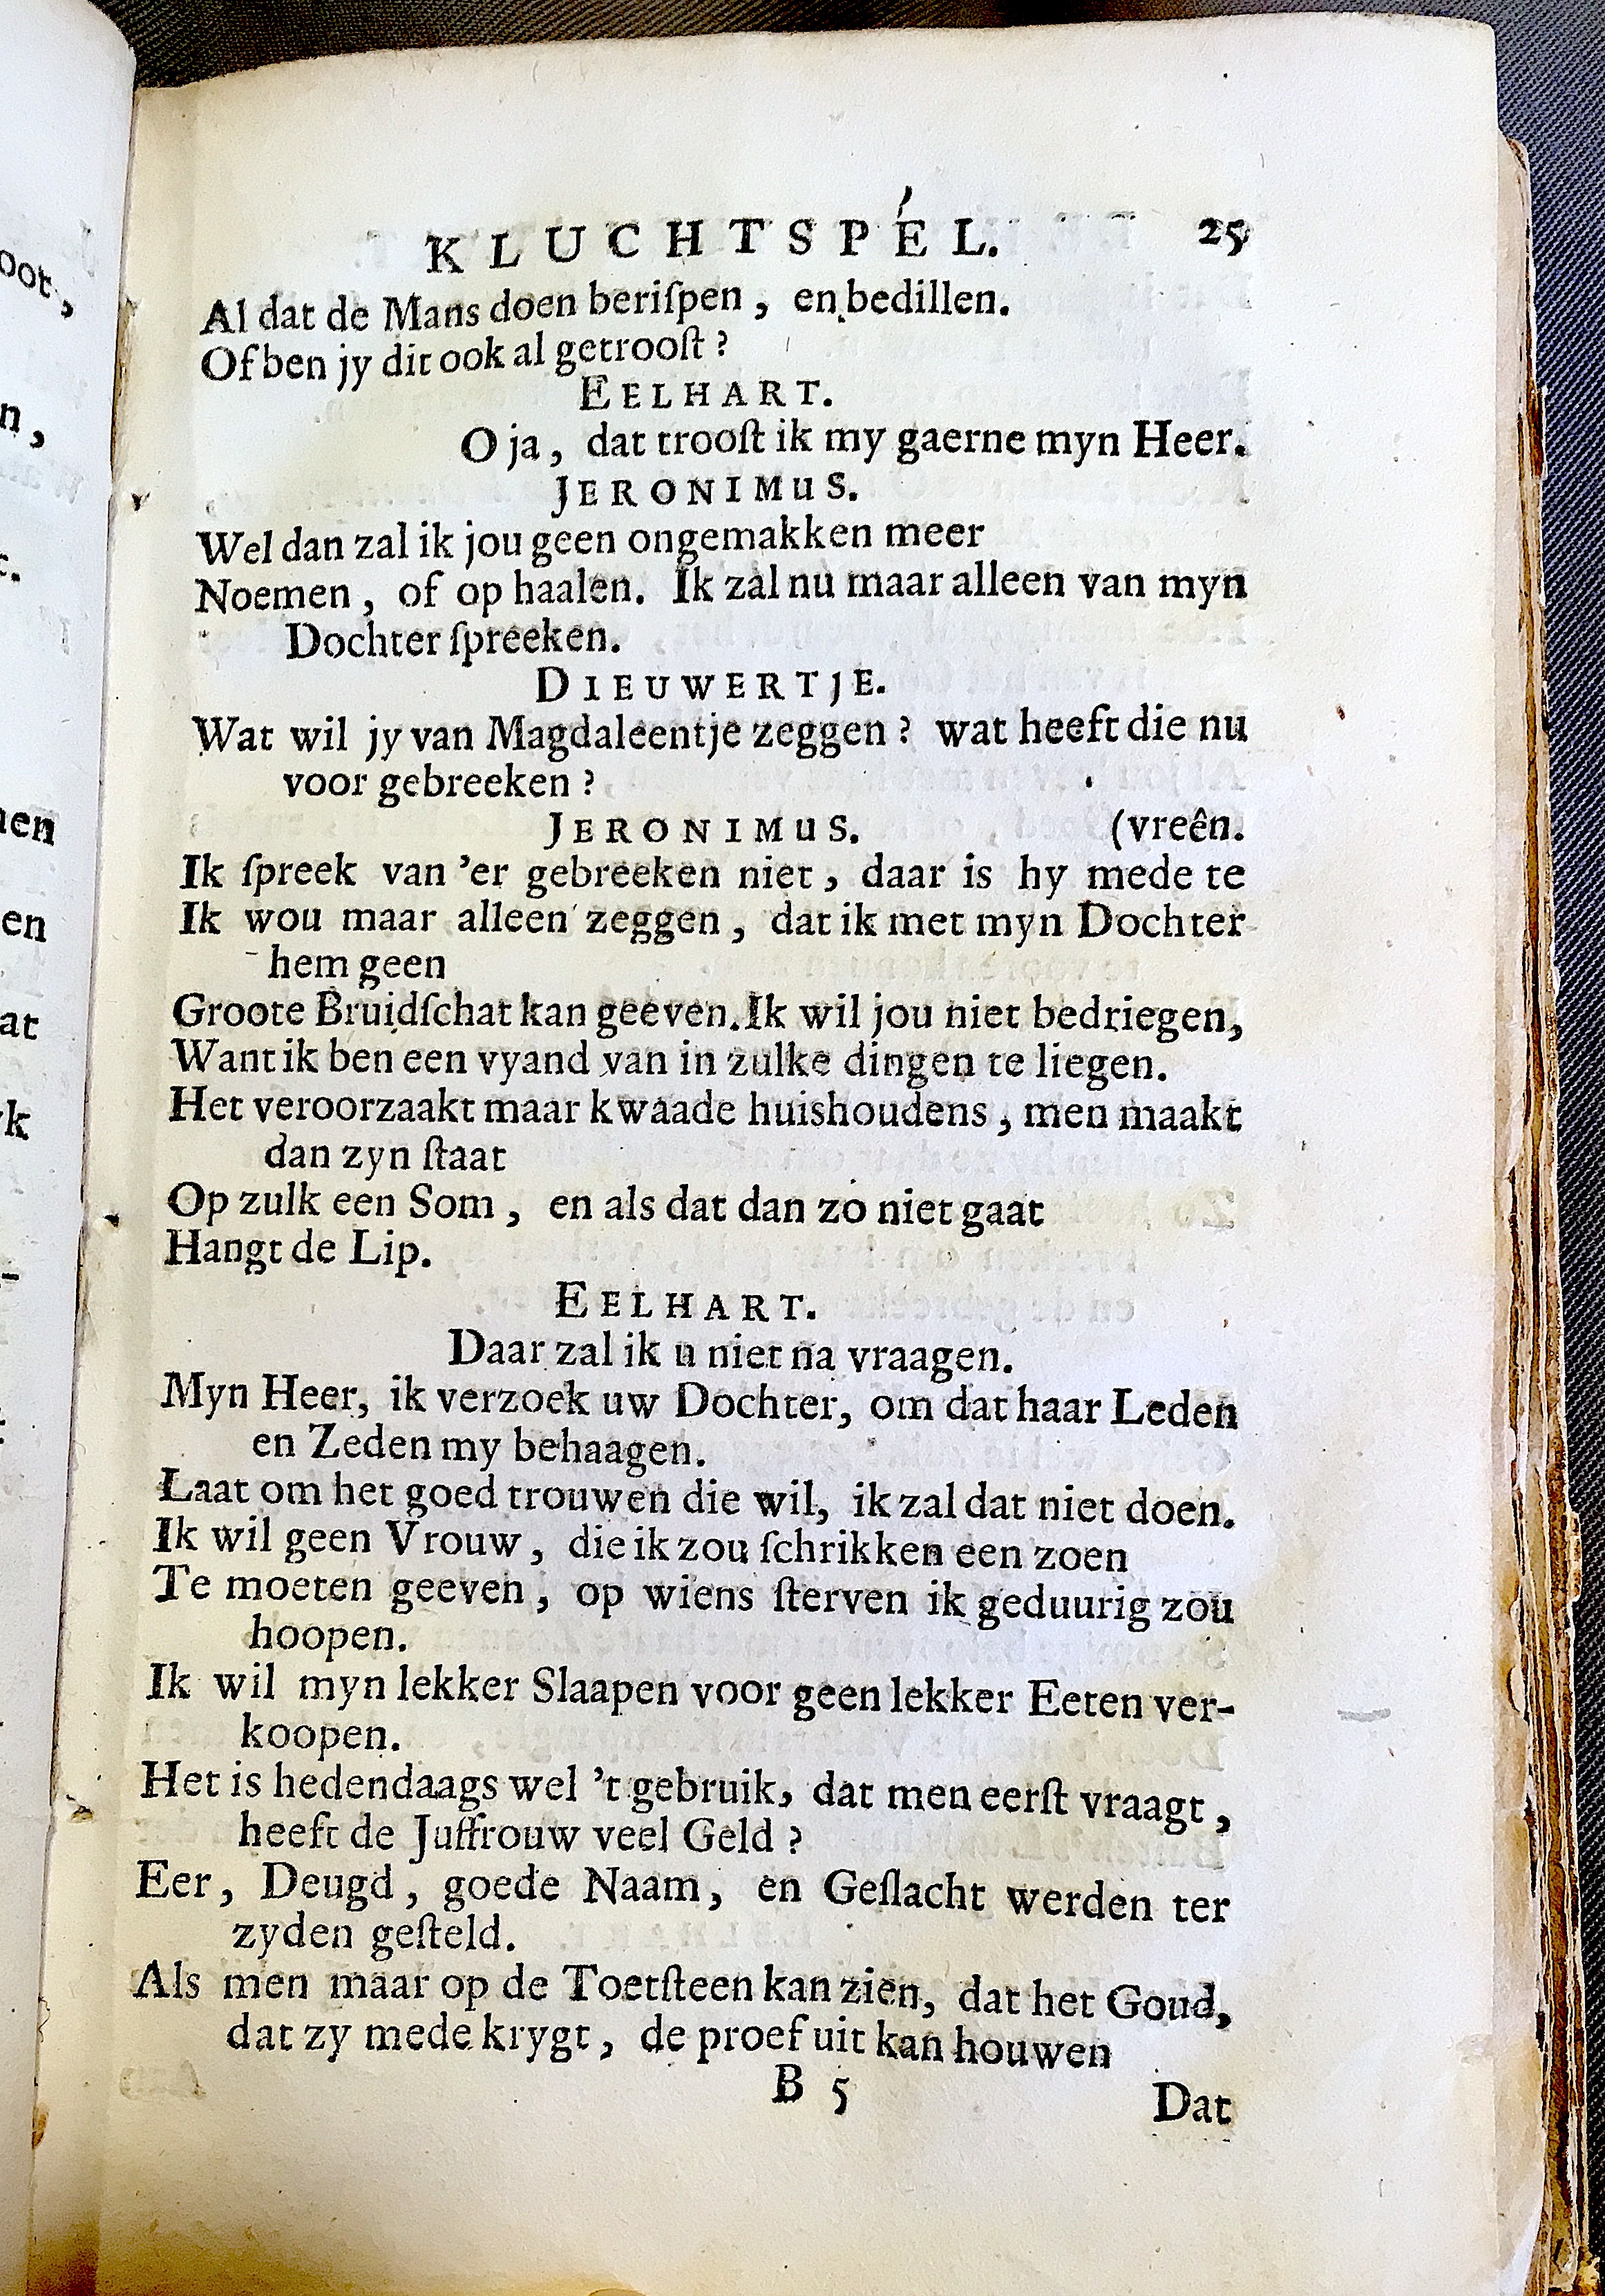 KLUCHTSPÉL. 25
Al dat de Mans doen beriſpen, en bedillen.
Of ben jy dit ook al getrooſt?
EELHART.
O ja, dat trooſt ik my gaerne myn Heer.
JERONIMUS.
Wel dan zal ik jou geen ongemakken meer
Noemen, of op haalen. Ik zal nu maar alleen van myn
Dochter ſpreeken.
DIEUWERTJE.
Wat wil jy van Magdaleentje zeggen? wat heeft die nu
voor gebreeken?
JERONIMUS. (vreên.
Ik ſpreek van 'er gebreeken niet, daar is hy mede te
Ik wou maar alleen zeggen, dat ik met myn Dochter
hem geen
Groote Bruidſchat kan geeven. Ik wil jou niet bedriegen,
Want ik ben een vyand van in zulke dingen te liegen.
Het veroorzaakt maar kwaade huishoudens, men maakt
dan zyn ſtaat
Op zulk een Som, en als dat dan zo niet gaat
Hangt de Lip.
EELHART.
Daar zal ik u niet na vraagen.
Myn Heer, ik verzoek uw Dochter, om dat haar Leden
en Zeden my behaagen.
Laat om het goed trouwen die wil, ik zal dat niet doen.
Ik wil geen Vrouw, die ik zou ſchrikken een zoen
Te moeten geeven, op wiens ſterven ik geduurig zou
hoopen.
Ik wil myn lekker Slaapen voor geen lekker Eeten ver-
koopen.
Het is hedendaags wel 't gebruik, dat men eerſt vraagt,
heeft de Juffrouw veel Geld?
Eer, Deugd, goede Naam, en Geſlacht werden ter
zyden geſteld.
Als men maar op de Toetſteen kan zien, dat het Goud,
dat zy mede krygt, de proef uit kan houwen
B 5
Dat